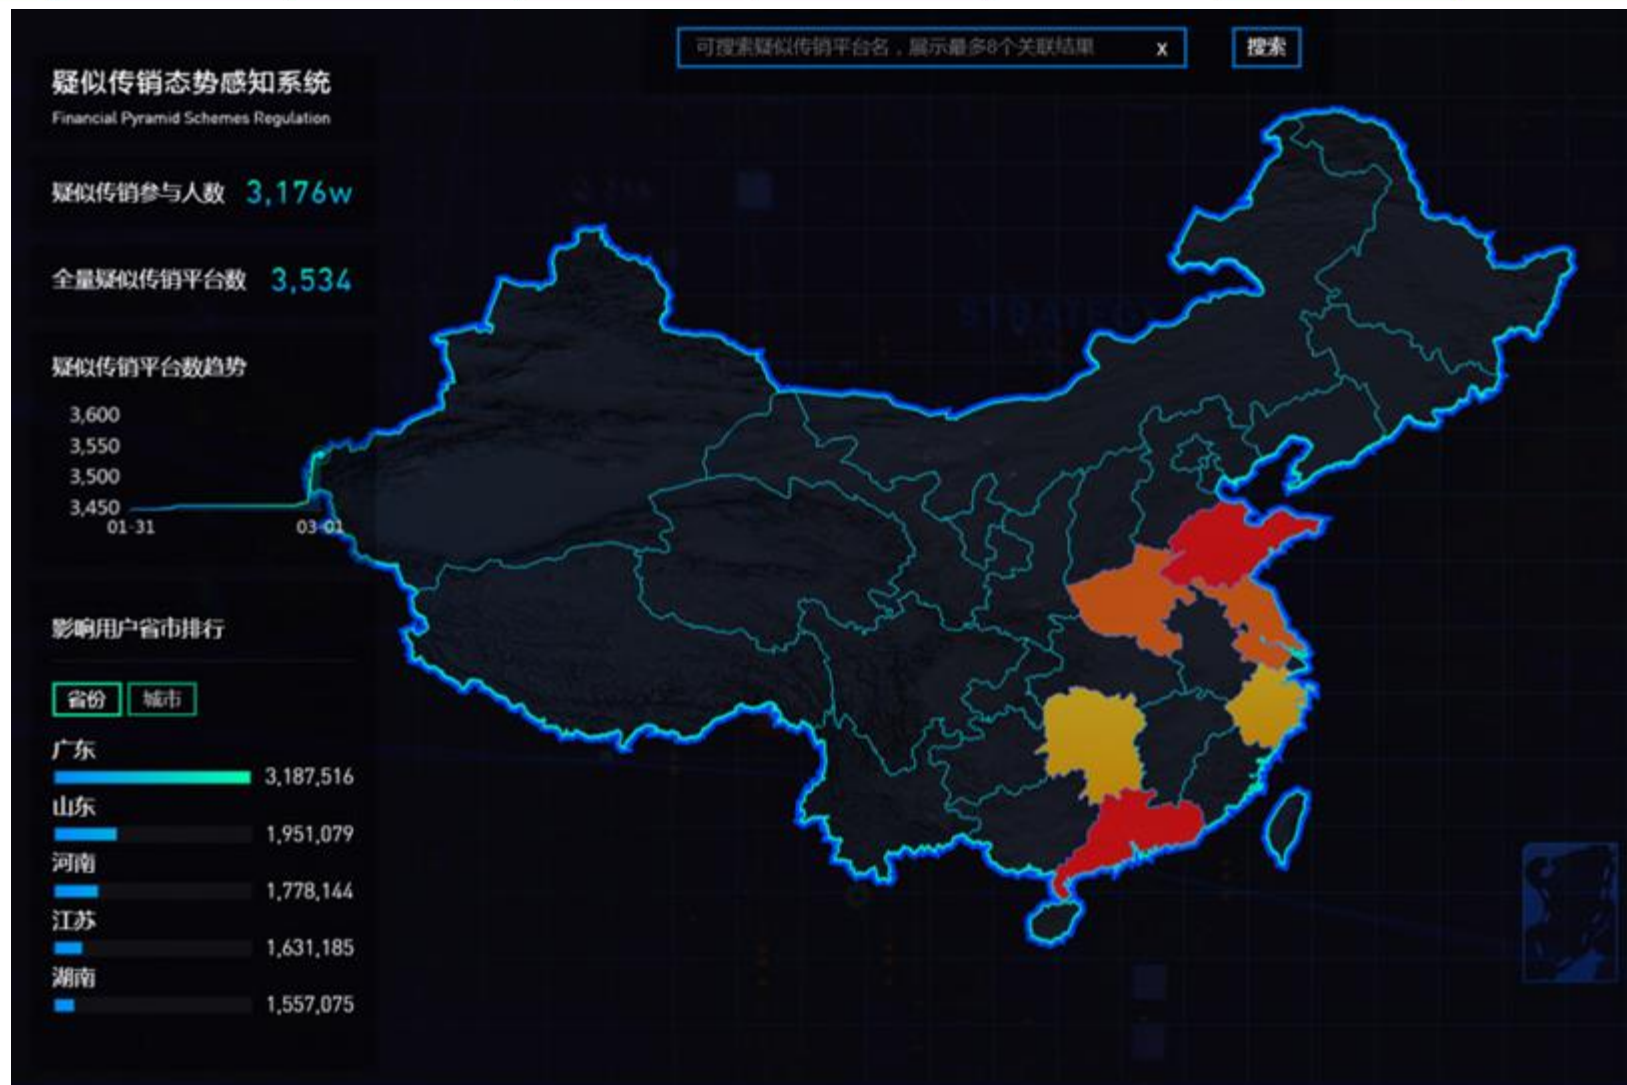 可搜索疑似传销平台名，展示最多8个关联结果 x 搜索
疑似传销态势感知系统
Financial Pyramid Schemes Regulation
疑似传销参与人数 3,176w
全量疑似传销平台数 3,534
疑似传销平台数趋势
3,600
3,550
3,500
3,450
01-31 03-01
影响用户省市排行
省份 城市
广东
3,187,516
山东
1,951,079
河南
1,778,144
江苏
1,631,185
湖南
1,557,075